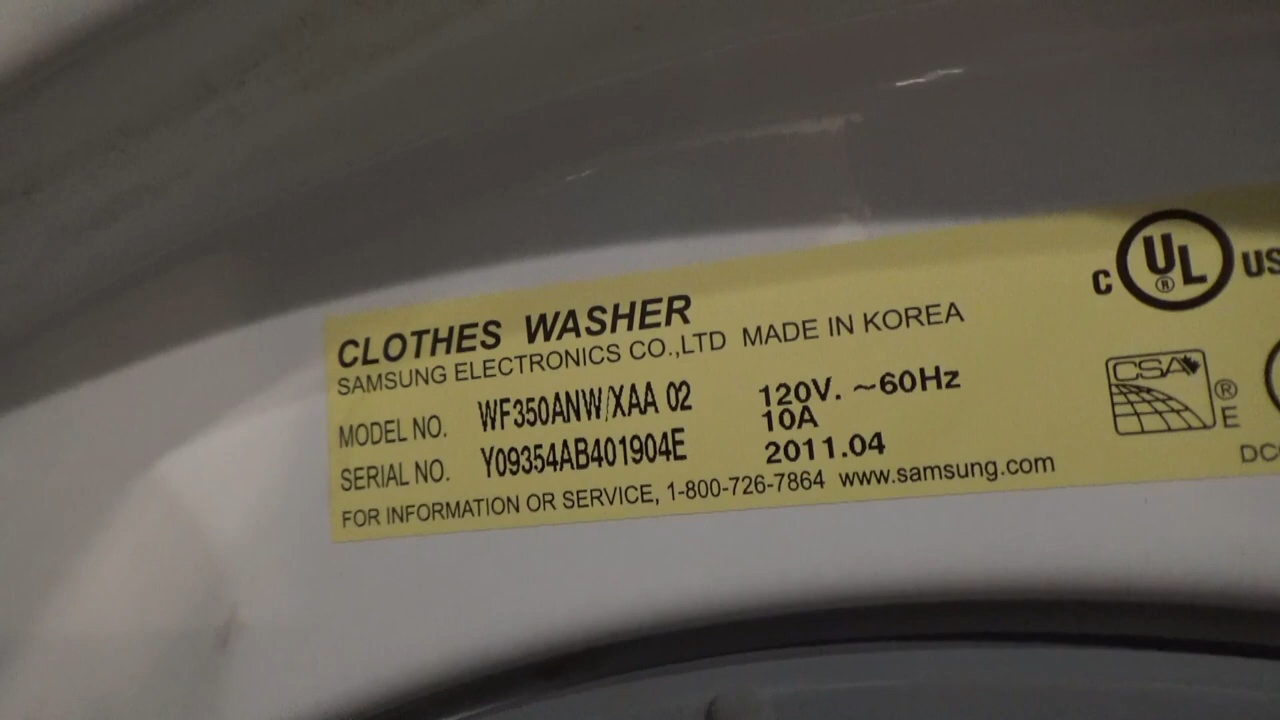 CLOTHES WASHER
SAMSUNG ELECTRONICS CO.,LTD MADE IN KOREA
MODEL NO. WF350ANW/XAA 02 120V. ~60Hz
10A
SERIAL NO. Y09354AB401904E 2011.04
FOR INFORMATION OR SERVICE, 1-800-726-7864 www.samsung.com
C UL ® US
CSA ®
E
DC